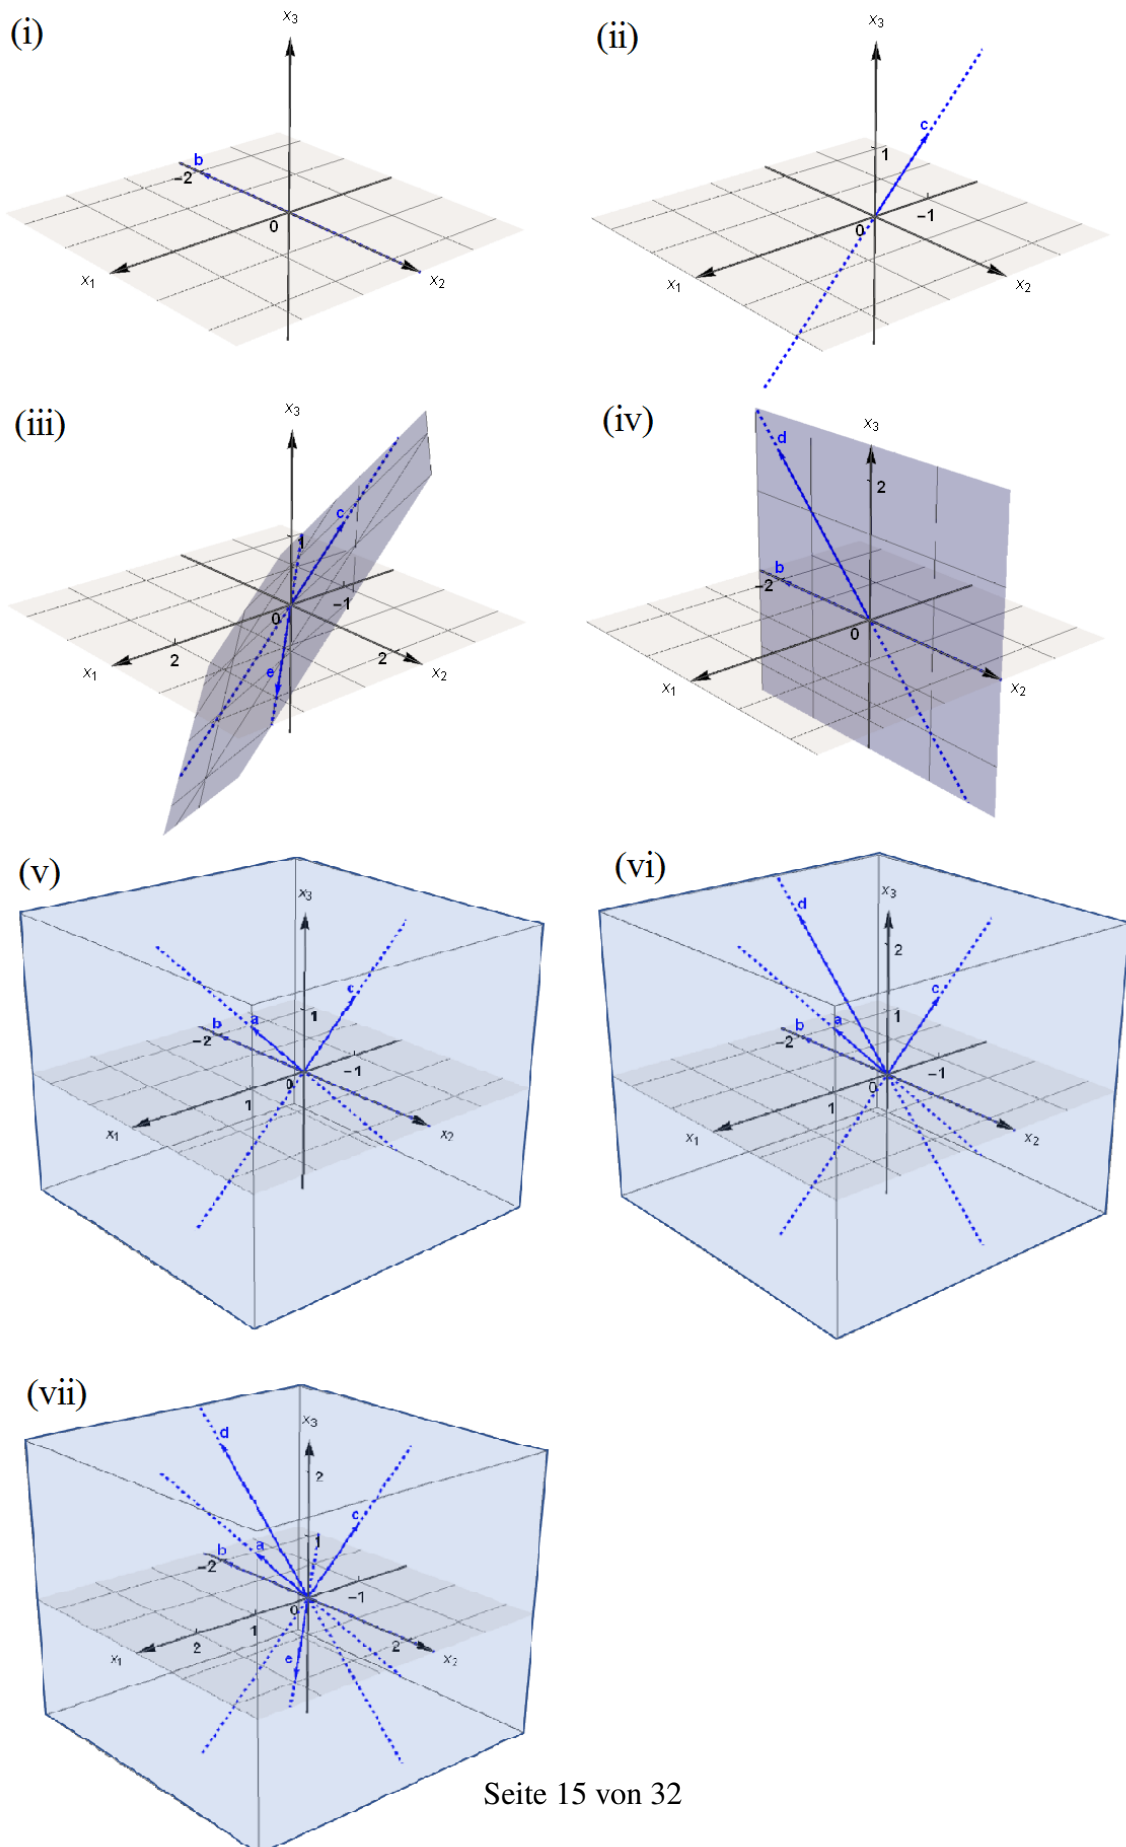 (i)
x₃
b
−2
0
x₁
x₂
(ii)
x₃
c
1
0
−1
x₁
x₂
(iii)
x₃
c
1
0
−1
2
e
2
x₁
x₂
(iv)
x₃
d
2
b
−2
0
x₁
x₂
(v)
x₃
c
a
1
b
−2
0
−1
1
x₁
x₂
(vi)
x₃
d
2
c
a
1
b
−2
0
−1
1
x₁
x₂
(vii)
x₃
d
2
c
a
1
b
−2
0
−1
1
2
2
e
x₁
x₂
Seite 15 von 32